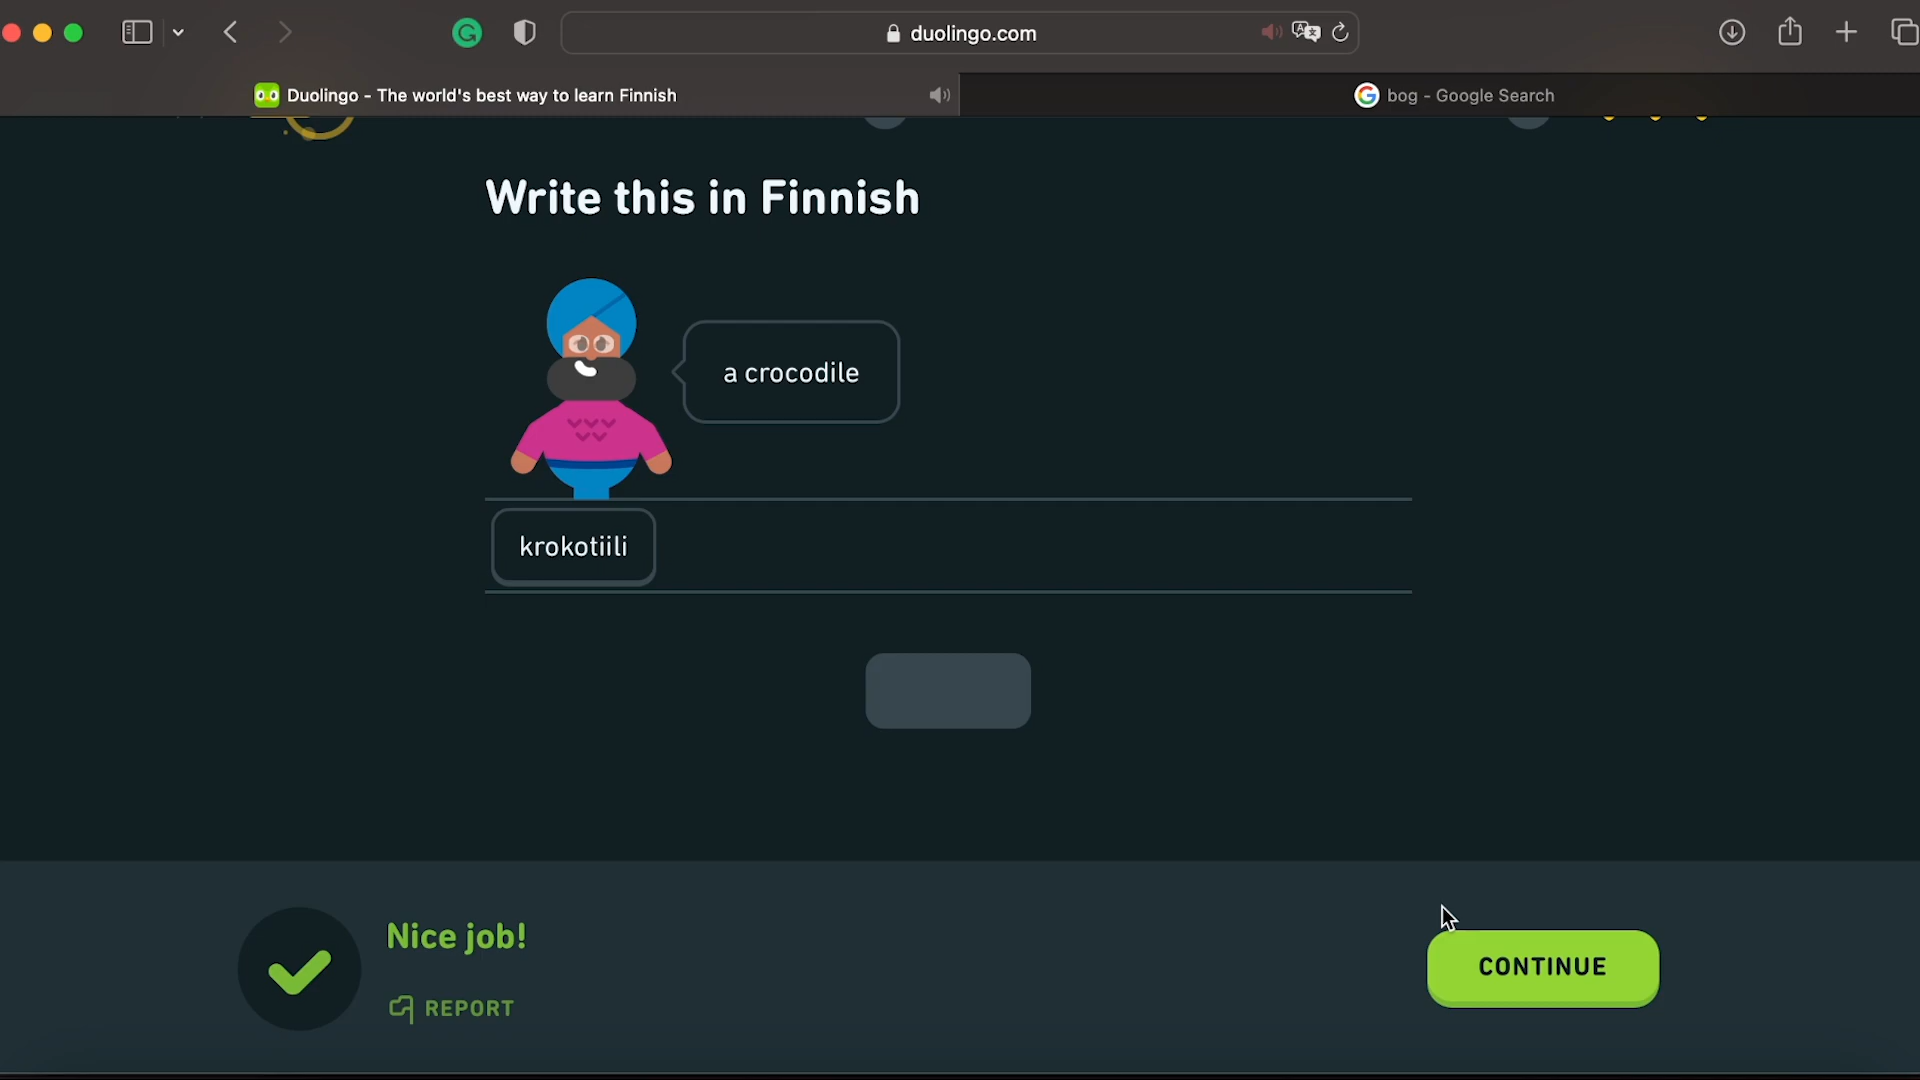 duolingo.com
Duolingo - The world's best way to learn Finnish
bog - Google Search
Write this in Finnish
a crocodile
krokotiili
Nice job!
REPORT
CONTINUE